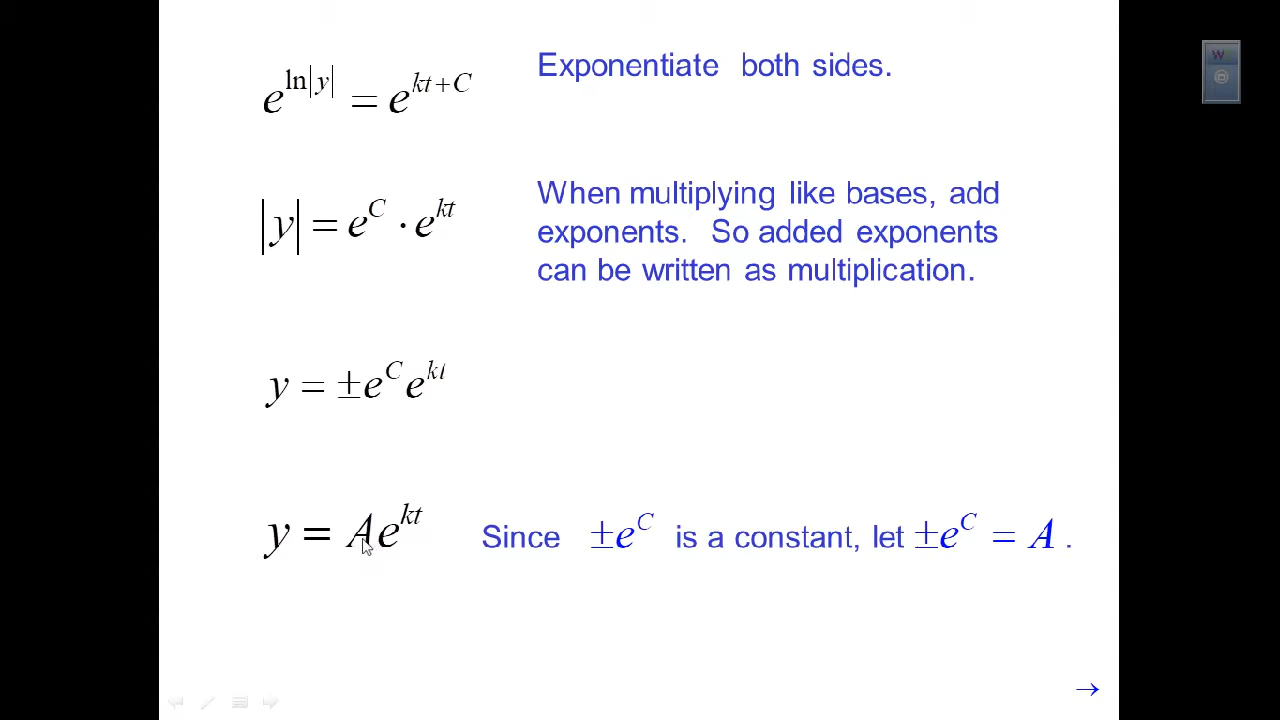 e^{ln|y|} = e^{kt+C} Exponentiate both sides.
|y| = e^C · e^{kt} When multiplying like bases, add
exponents. So added exponents
can be written as multiplication.
y = ±e^C e^{kt}
y = Ae^{kt} Since ±e^C is a constant, let ±e^C = A .
→
W